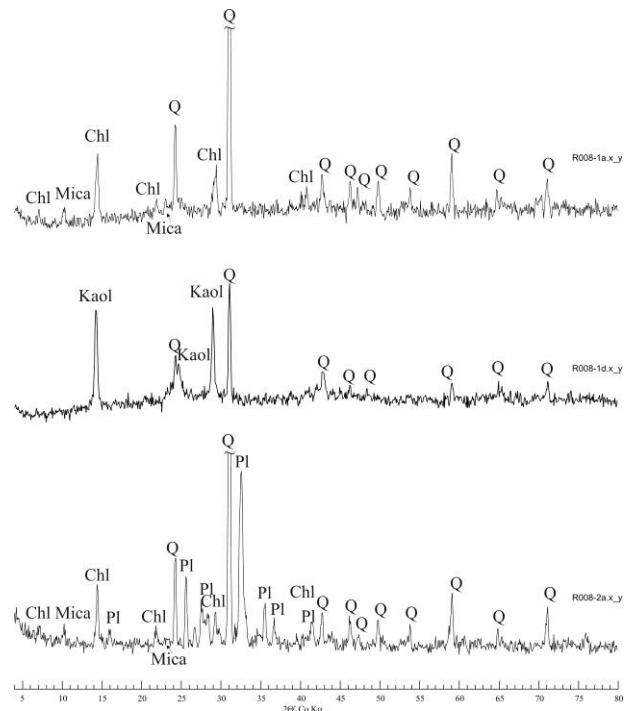 Q
Chl Q Chl
Chl Mica Chl Mica Chl Q Q Q Q Q Q Q Q
R008-1a.x_y
Kaol Kaol Q
Q Kaol Q Q Q Q Q Q
R008-1d.x_y
Q Pl
Chl Q Pl Pl Chl Pl Pl Chl
Chl Mica Pl Chl Mica Pl Q Q Q Q Q Q Q Q
R008-2a.x_y
5 10 15 20 25 30 35 40 45 50 55 60 65 70 75 80